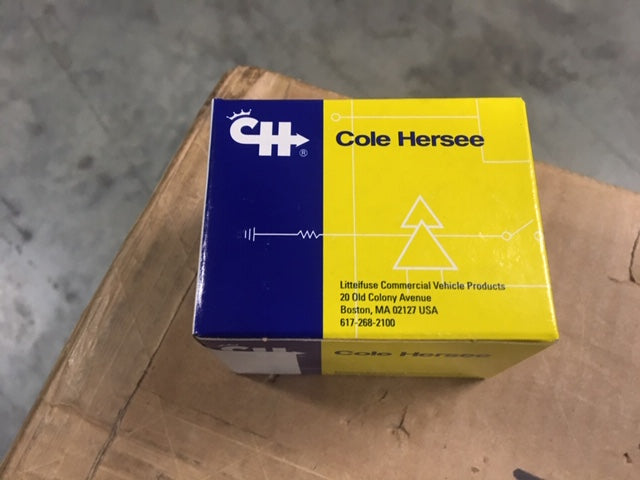 CH®
Cole Hersee
Littelfuse Commercial Vehicle Products
20 Old Colony Avenue
Boston, MA 02127 USA
617-268-2100
CH
Cole Hersee